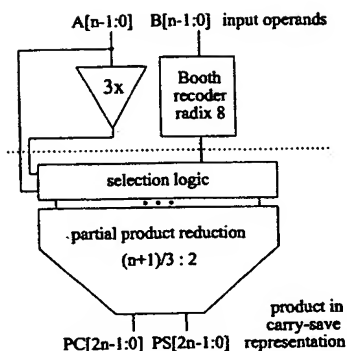 A[n-1:0] B[n-1:0] input operands
3x
Booth
recoder
radix 8
selection logic
partial product reduction
(n+1)/3 : 2
product in
carry-save
PC[2n-1:0] PS[2n-1:0] representation